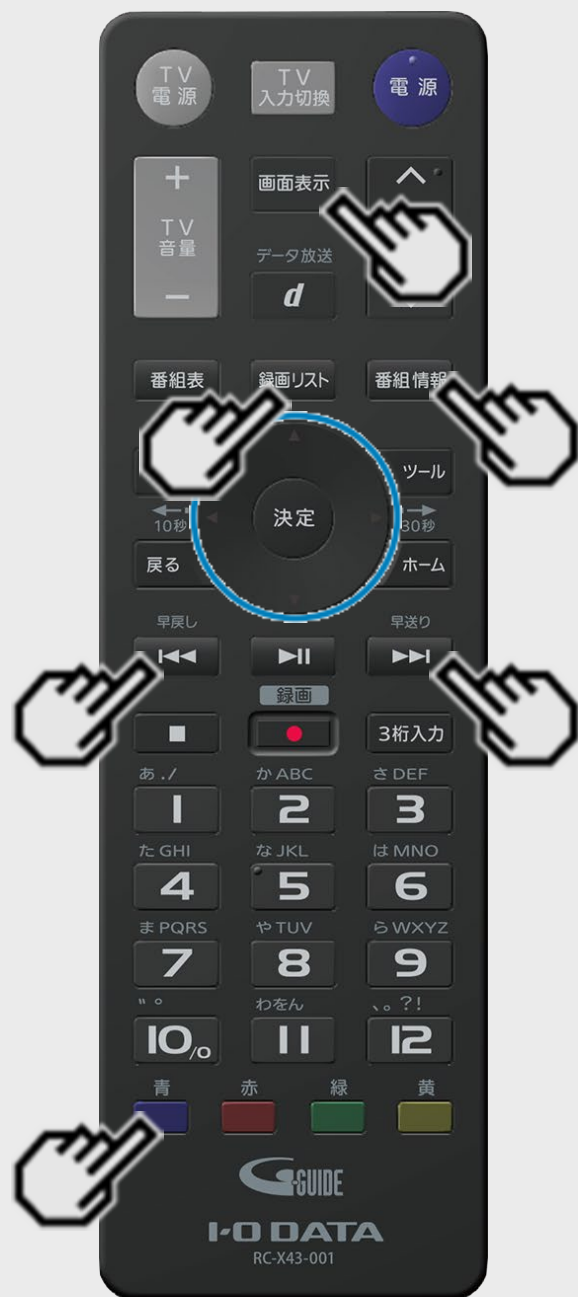 TV
電源
TV
入力切換
電源
＋
TV
音量
－
画面表示
データ放送
d
番組表
録画リスト
番組情報
ツール
10秒
決定
30秒
戻る
ホーム
早戻し
早送り
録画
3桁入力
あ./
かABC
さDEF
1
2
3
たGHI
なJKL
はMNO
4
5
6
まPQRS
やTUV
らWXYZ
7
8
9
゛゜
わをん
、。?!
10/0
11
12
青
赤
緑
黄
G-GUIDE
I-O DATA
RC-X43-001